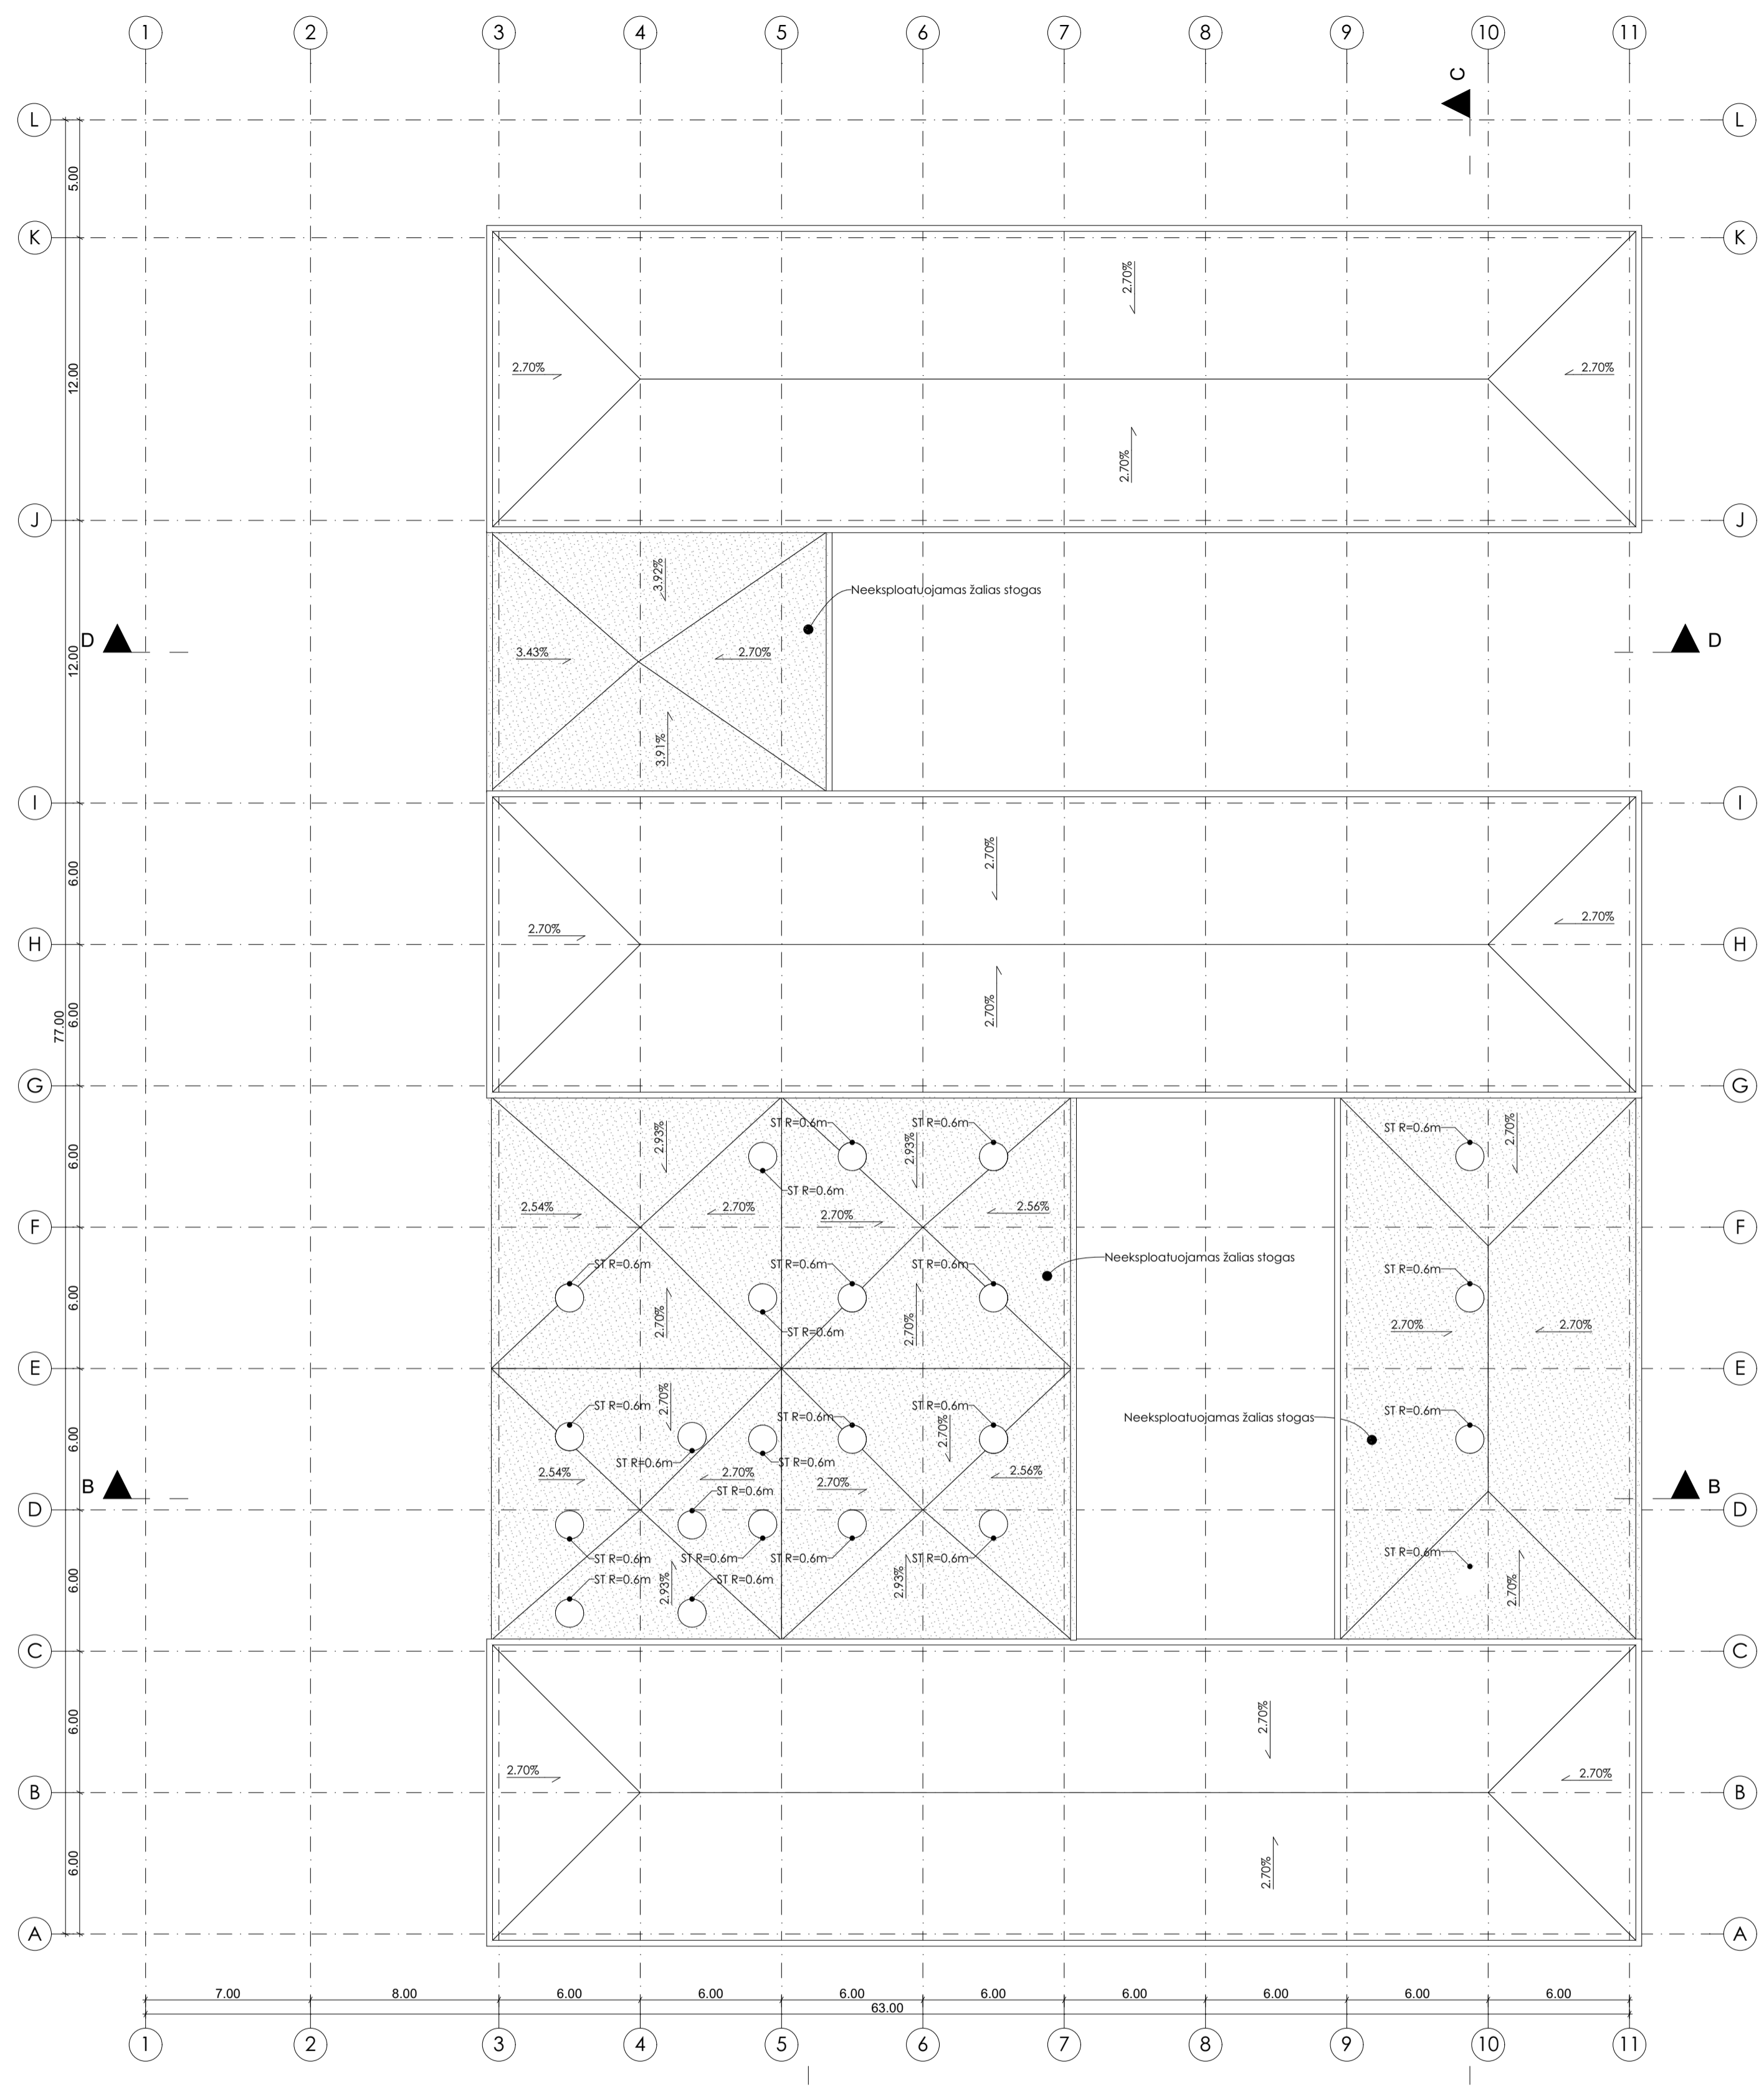 1 2 3 4 5 6 7 8 9 10 11
C
L L
5.00
K K
2.70%
12.00
2.70% 2.70%
2.70%
J J
3.92%
Neeksploatuojamas žalias stogas
D D
12.00
3.43% 2.70%
3.91%
I I
2.70%
6.00
2.70% 2.70%
H H
2.70%
6.00
77.00
G G
ST R=0.6m ST R=0.6m ST R=0.6m
2.93% 2.93% 2.70%
6.00
ST R=0.6m
2.54% 2.70% 2.70% 2.56%
F F
Neeksploatuojamas žalias stogas
ST R=0.6m ST R=0.6m ST R=0.6m ST R=0.6m
6.00
2.70% 2.70%
ST R=0.6m
2.70% 2.70%
E E
2.70%
ST R=0.6m ST R=0.6m ST R=0.6m
ST R=0.6m
Neeksploatuojamas žalias stogas
6.00
2.70%
ST R=0.6m ST R=0.6m
2.54% 2.70% 2.70% 2.56%
B B
ST R=0.6m
D D
ST R=0.6m
ST R=0.6m ST R=0.6m ST R=0.6m ST R=0.6m
6.00
ST R=0.6m ST R=0.6m
2.93% 2.93% 2.70%
C C
6.00
2.70%
2.70% 2.70%
B B
6.00
2.70%
A A
7.00 8.00 6.00 6.00 6.00 6.00 6.00 6.00 6.00 6.00
63.00
1 2 3 4 5 6 7 8 9 10 11